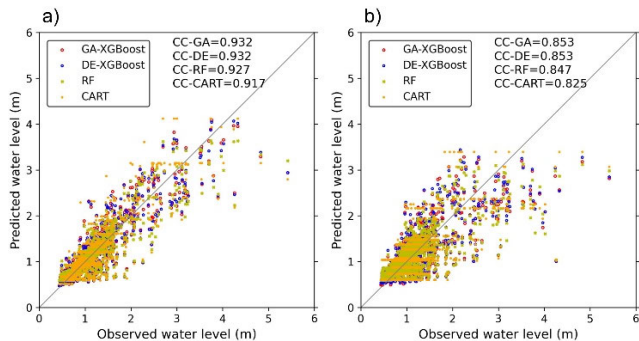 a)
GA-XGBoost
DE-XGBoost
RF
CART
CC-GA=0.932
CC-DE=0.932
CC-RF=0.927
CC-CART=0.917
Predicted water level (m)
6
5
4
3
2
1
0
0 1 2 3 4 5 6
Observed water level (m)
b)
GA-XGBoost
DE-XGBoost
RF
CART
CC-GA=0.853
CC-DE=0.853
CC-RF=0.847
CC-CART=0.825
Predicted water level (m)
6
5
4
3
2
1
0
0 1 2 3 4 5 6
Observed water level (m)